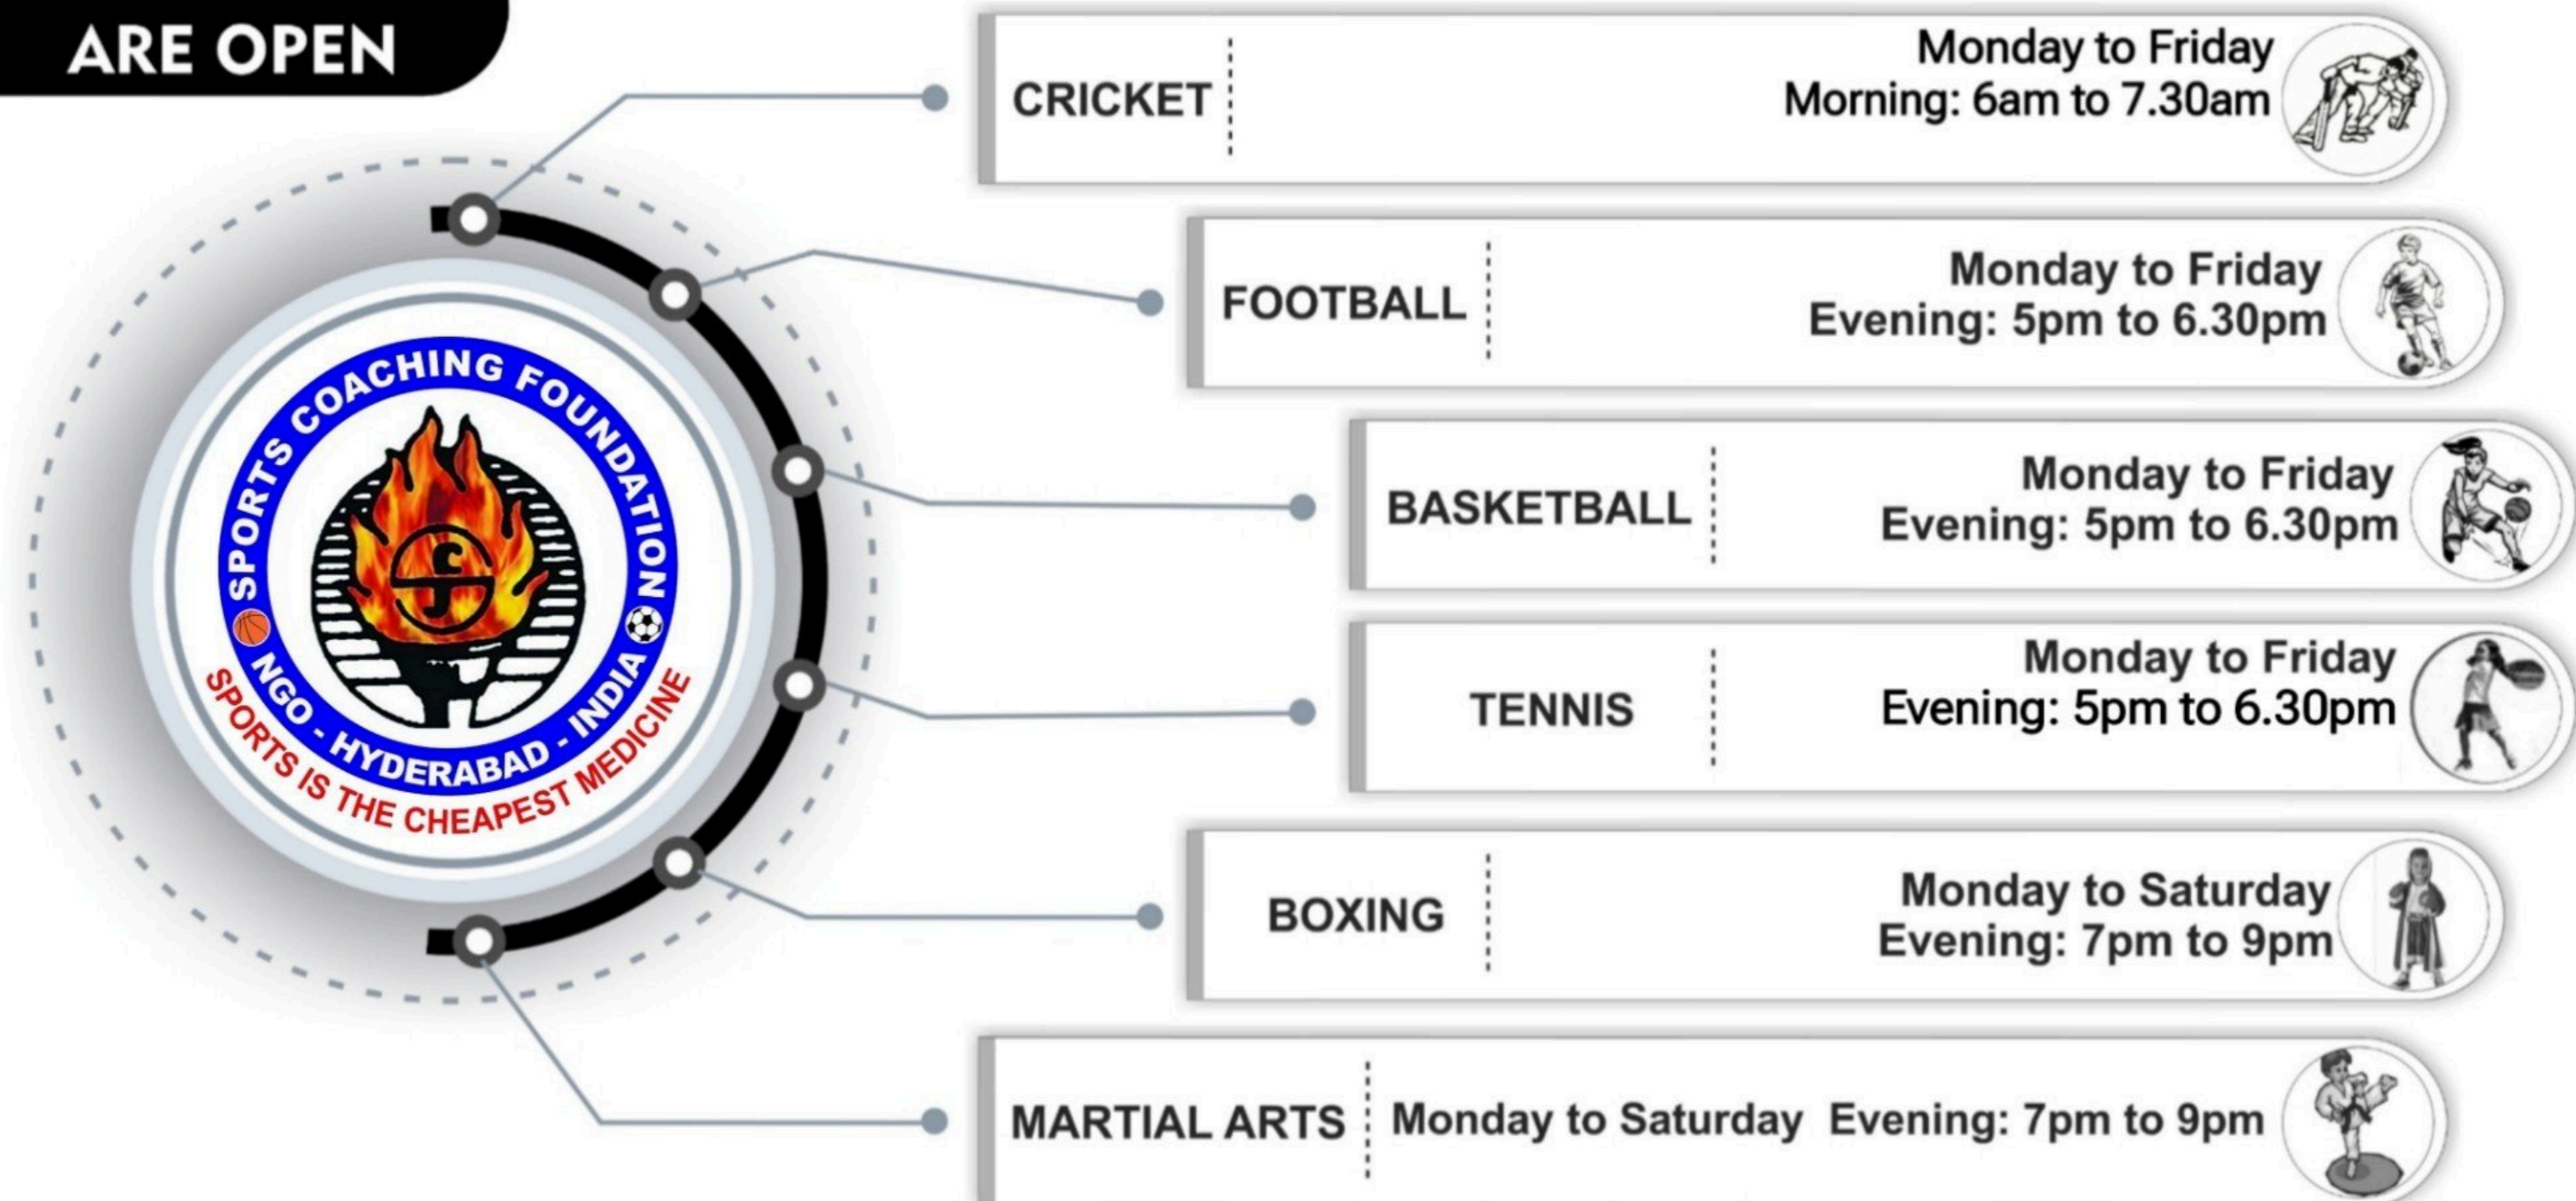 ARE OPEN
CRICKET
Monday to Friday
Morning: 6am to 7.30am
FOOTBALL
Monday to Friday
Evening: 5pm to 6.30pm
BASKETBALL
Monday to Friday
Evening: 5pm to 6.30pm
TENNIS
Monday to Friday
Evening: 5pm to 6.30pm
BOXING
Monday to Saturday
Evening: 7pm to 9pm
MARTIAL ARTS
Monday to Saturday Evening: 7pm to 9pm
SPORTS COACHING FOUNDATION
NGO - HYDERABAD - INDIA
SPORTS IS THE CHEAPEST MEDICINE